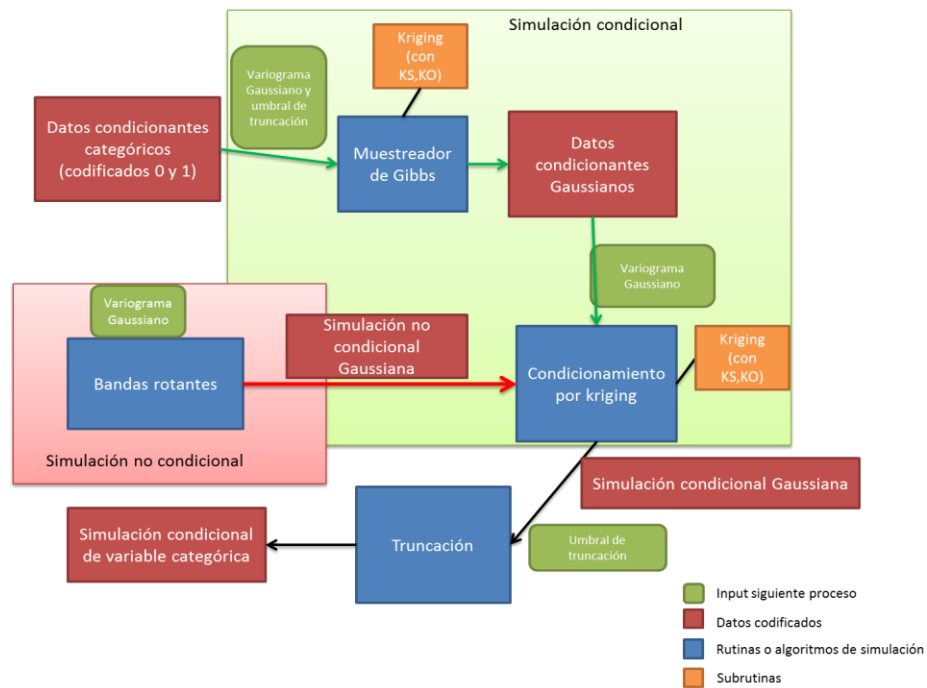 Simulación condicional
Kriging
(con
KS,KO)
Variograma
Gaussiano y
umbral de
truncación
Datos condicionantes
categóricos
(codificados 0 y 1)
Muestreador
de Gibbs
Datos
condicionantes
Gaussianos
Variograma
Gaussiano
Variograma
Gaussiano
Simulación no
condicional
Gaussiana
Bandas rotantes
Condicionamiento
por kriging
Kriging
(con
KS,KO)
Simulación no condicional
Simulación condicional Gaussiana
Simulación condicional
de variable categórica
Truncación
Umbral de
truncación
Input siguiente proceso
Datos codificados
Rutinas o algoritmos de simulación
Subrutinas